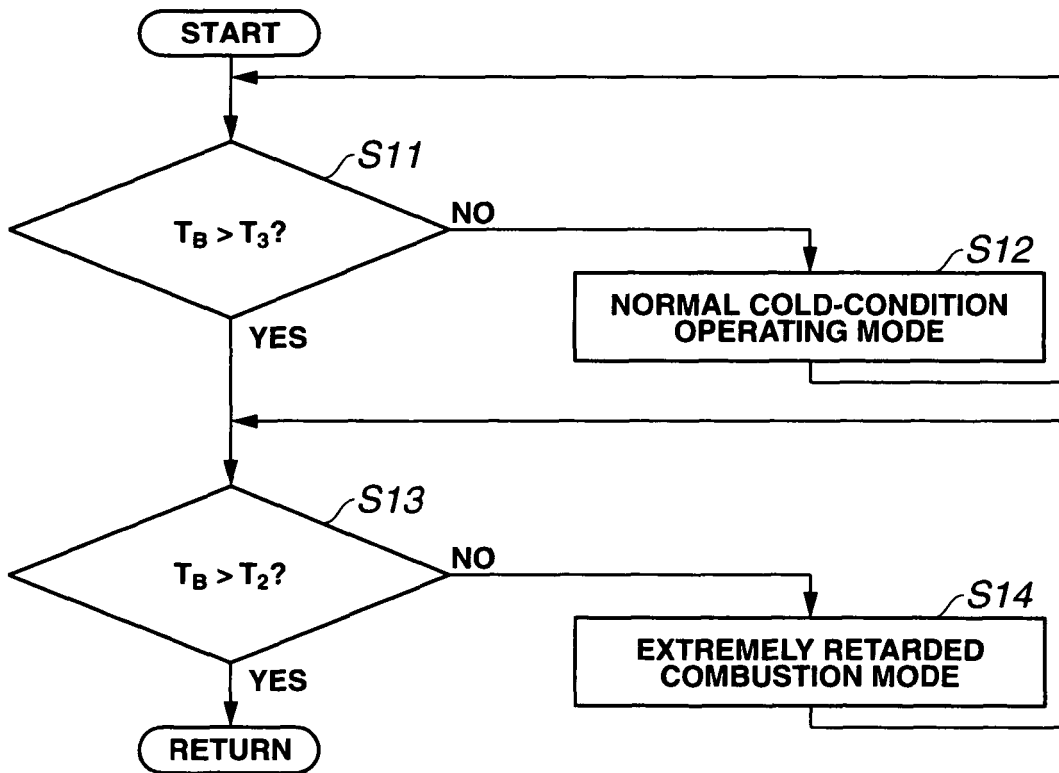 START
S11
T_B > T_3?
NO
YES
S12
NORMAL COLD-CONDITION
OPERATING MODE
S13
T_B > T_2?
NO
YES
S14
EXTREMELY RETARDED
COMBUSTION MODE
RETURN